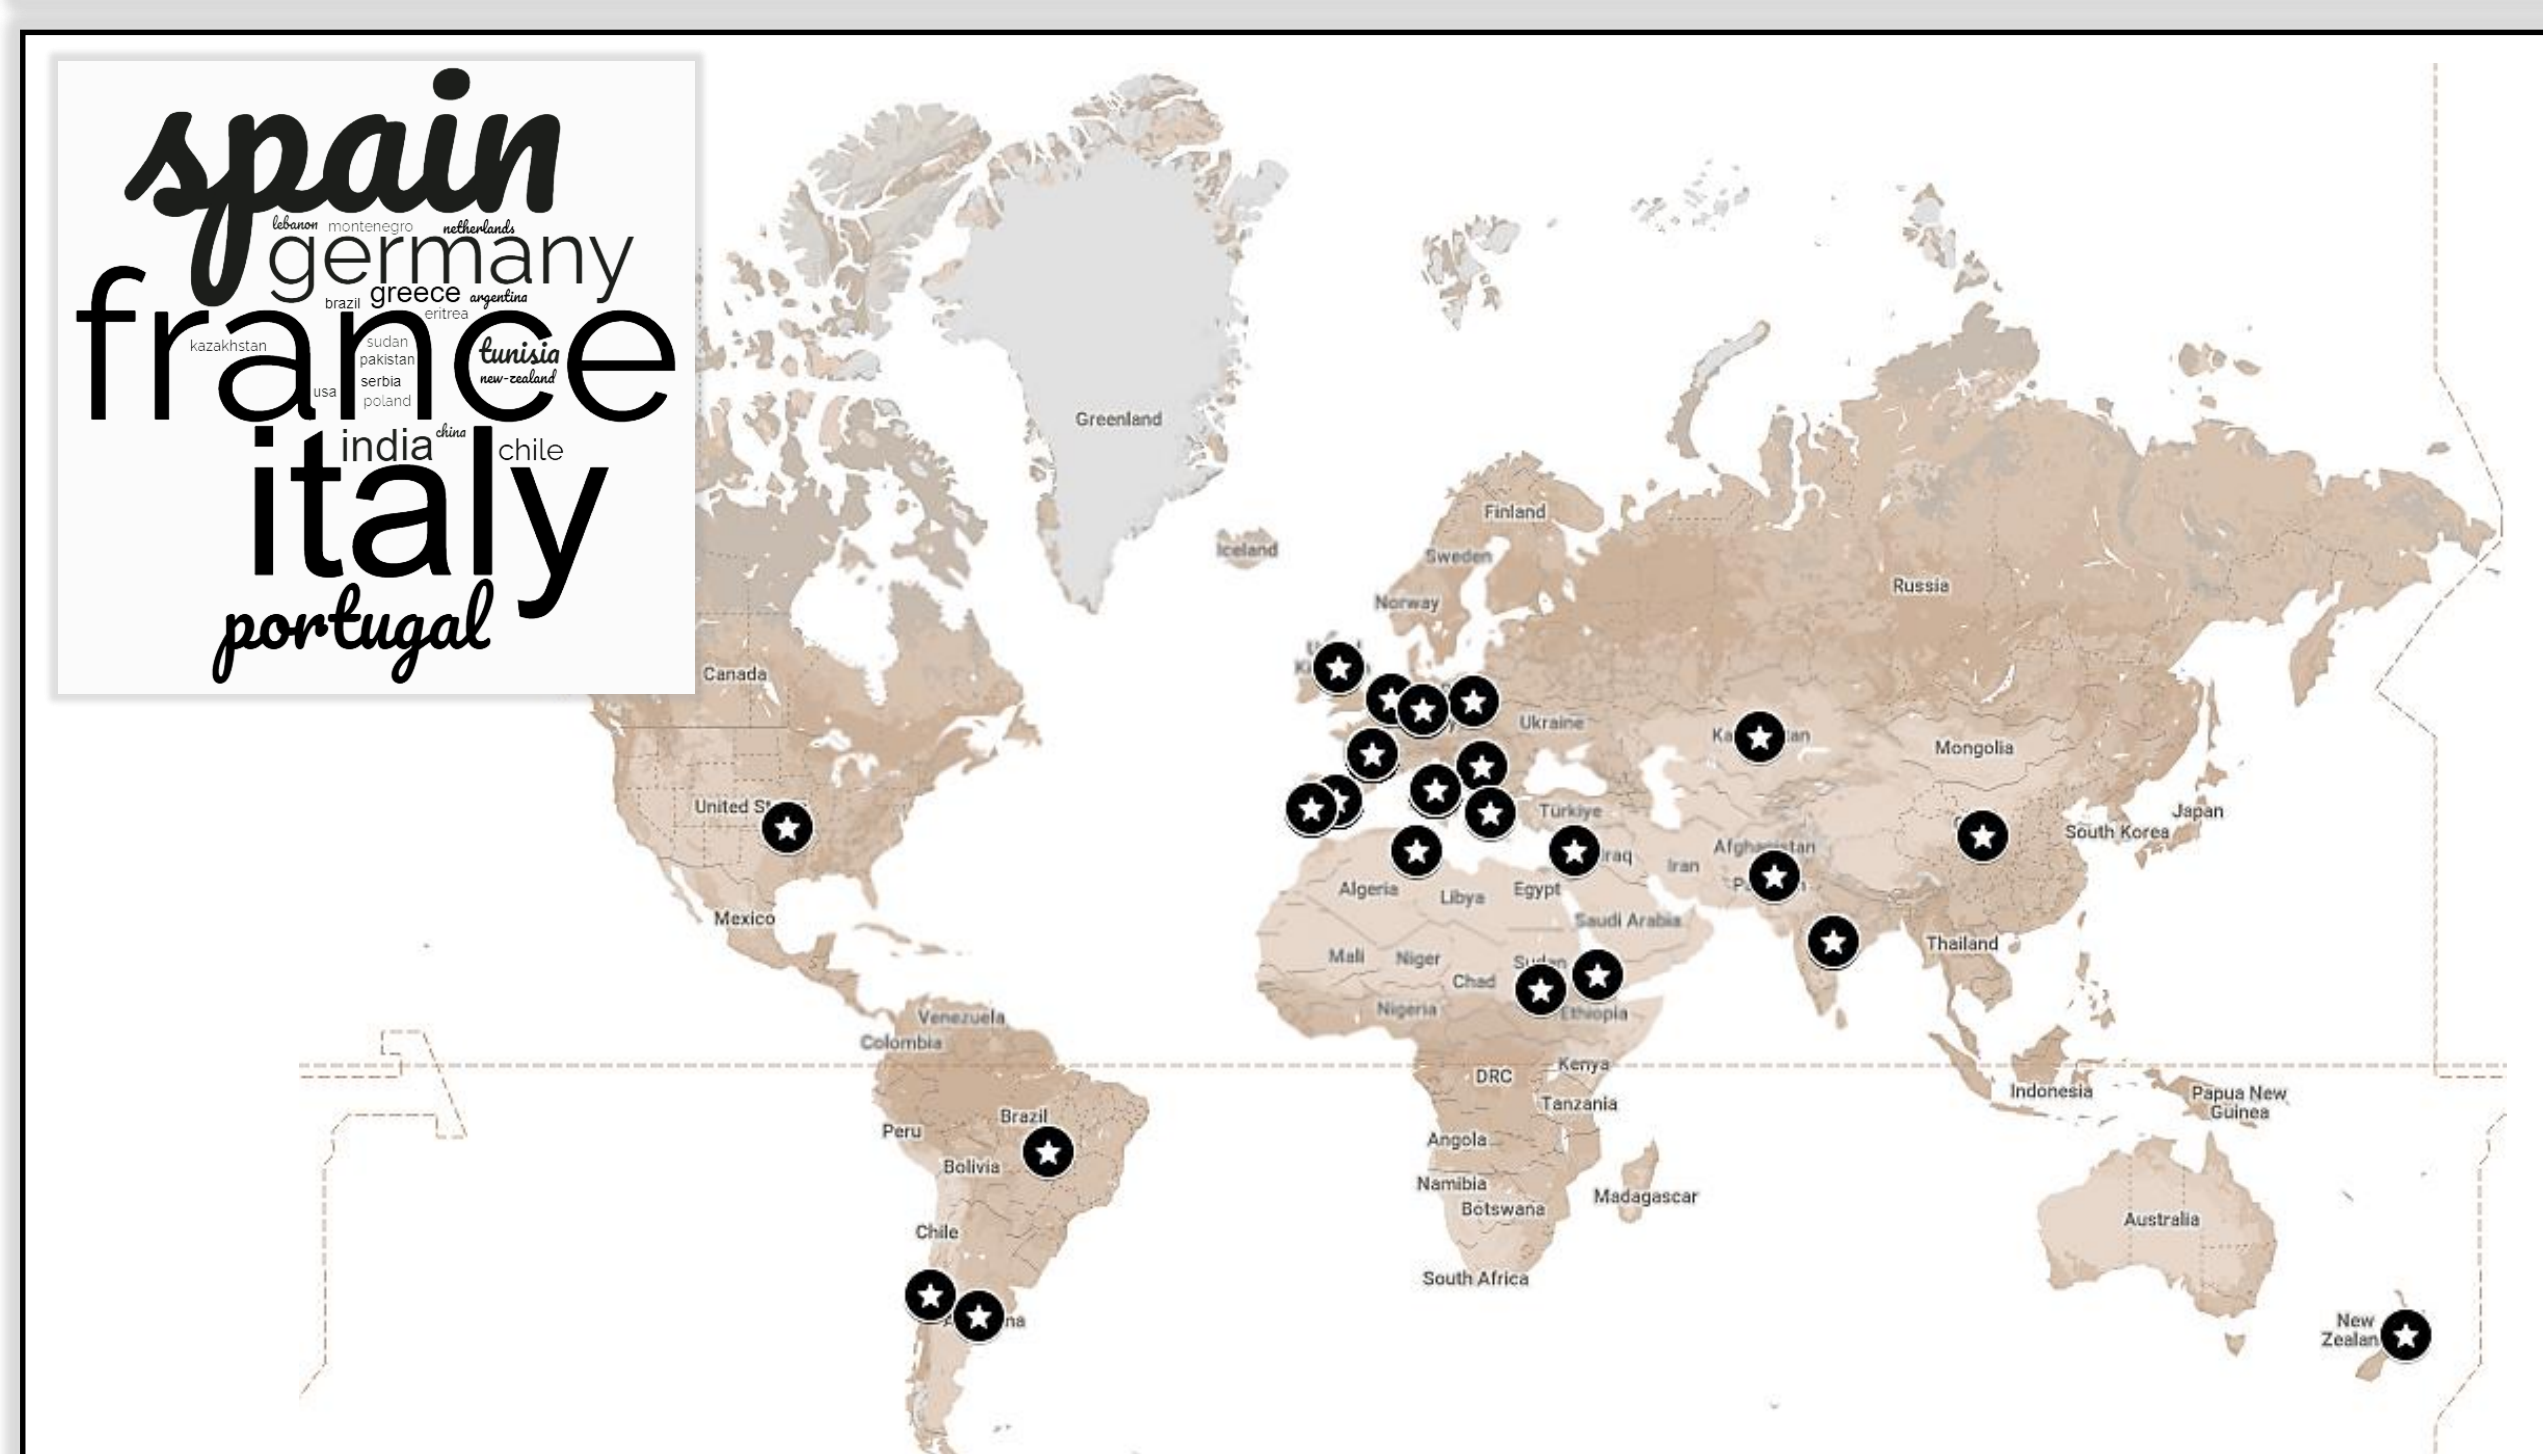 spain
lebanon montenegro netherlands
germany
brazil greece argentina
eritrea
france
kazakhstan
sudan
pakistan
tunisia
serbia
new-zealand
usa
poland
india china chile
italy
portugal
Greenland
Finland
Iceland
Sweden
Russia
Norway
Canada
Ukraine
Mongolia
United
Türkiye
Japan
South Korea
Iraq
Iran
Algeria
Libya
Egypt
Mexico
Saudi Arabia
Thailand
Mali
Niger
Chad
Nigeria
Ethiopia
Venezuela
Colombia
Kenya
DRC
Indonesia
Papua New
Guinea
Tanzania
Brazil
Peru
Angola
Bolivia
Namibia
Madagascar
Botswana
Australia
Chile
South Africa
New
Zealan